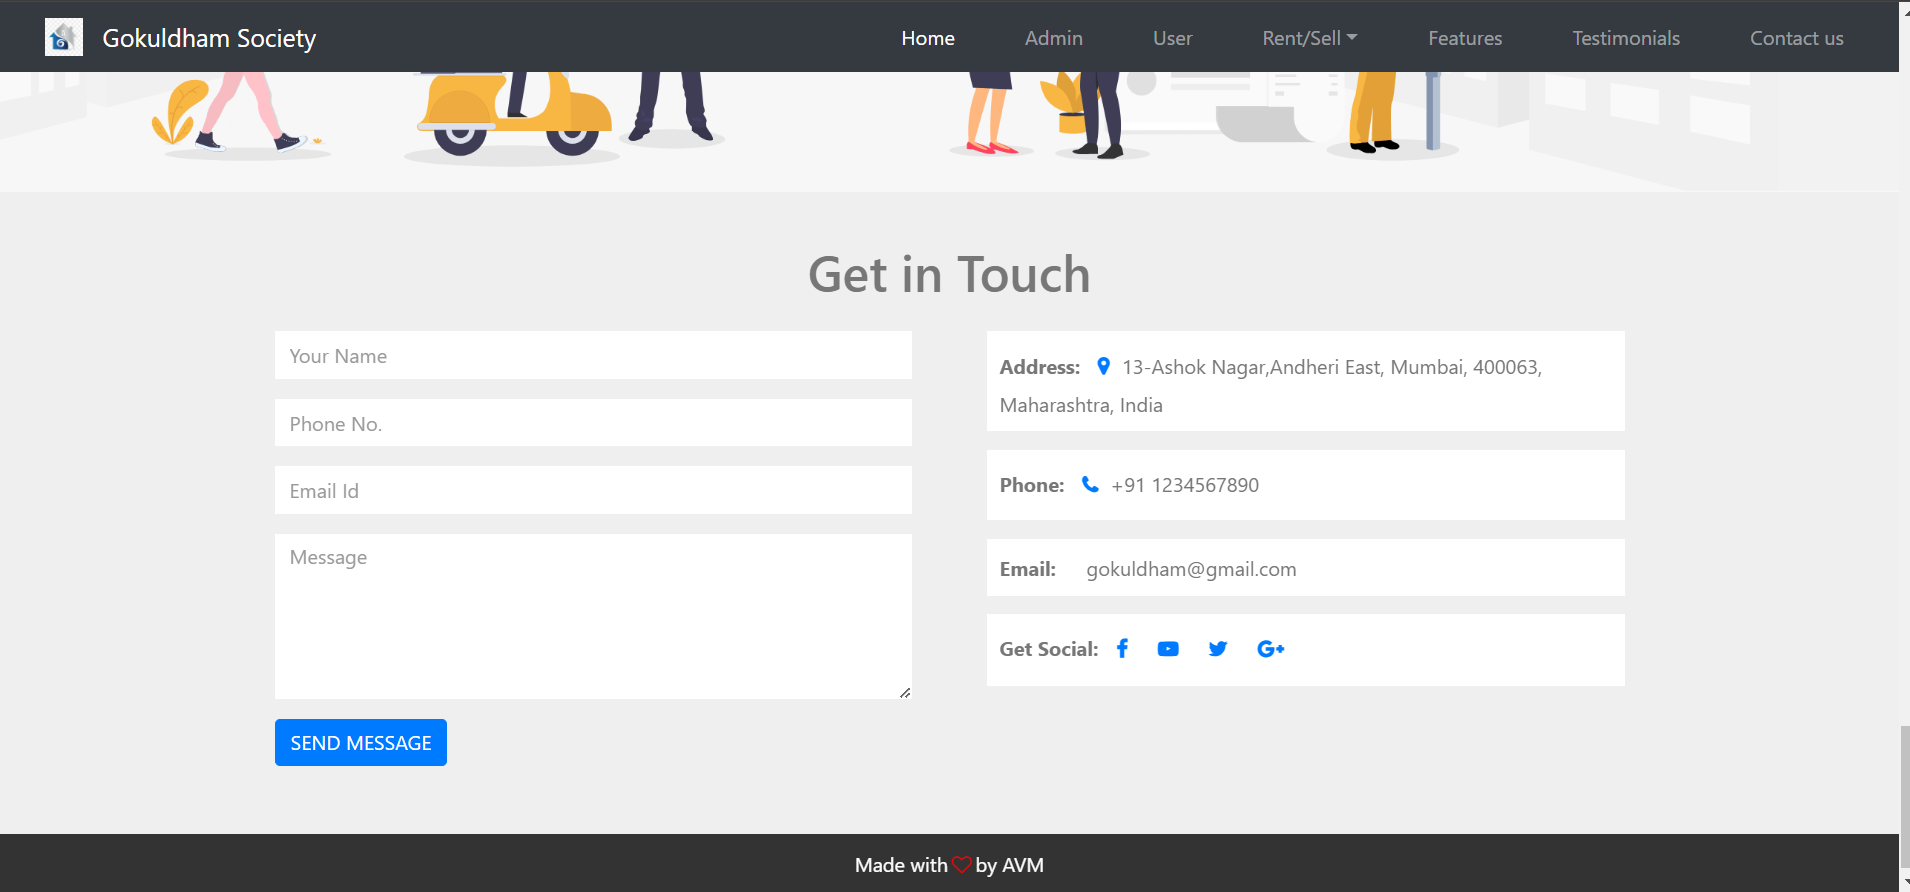 Gokuldham Society
Home Admin User Rent/Sell Features Testimonials Contact us
Get in Touch
Your Name
Phone No.
Email Id
Message
SEND MESSAGE
Address: 13-Ashok Nagar,Andheri East, Mumbai, 400063,
Maharashtra, India
Phone: +91 1234567890
Email: gokuldham@gmail.com
Get Social:
Made with by AVM